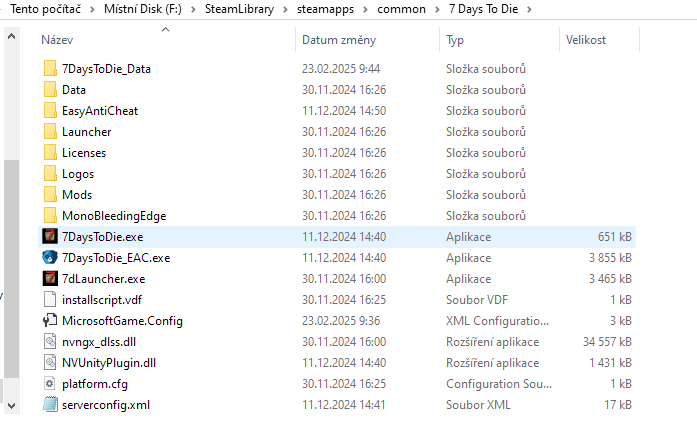 Tento počítač > Místní Disk (F:) > SteamLibrary > steamapps > common > 7 Days To Die >
Název Datum změny Typ Velikost
7DaysToDie_Data 23.02.2025 9:44 Složka souborů
Data 30.11.2024 16:26 Složka souborů
EasyAntiCheat 11.12.2024 14:50 Složka souborů
Launcher 30.11.2024 16:26 Složka souborů
Licenses 30.11.2024 16:26 Složka souborů
Logos 30.11.2024 16:26 Složka souborů
Mods 30.11.2024 16:26 Složka souborů
MonoBleedingEdge 30.11.2024 16:26 Složka souborů
7DaysToDie.exe 11.12.2024 14:40 Aplikace 651 kB
7DaysToDie_EAC.exe 11.12.2024 14:40 Aplikace 3 855 kB
7dLauncher.exe 30.11.2024 16:00 Aplikace 3 465 kB
installscript.vdf 30.11.2024 16:25 Soubor VDF 1 kB
MicrosoftGame.Config 23.02.2025 9:36 XML Configuratio... 3 kB
nvngx_dlss.dll 30.11.2024 16:00 Rozšíření aplikace 34 557 kB
NVUnityPlugin.dll 11.12.2024 14:40 Rozšíření aplikace 1 431 kB
platform.cfg 30.11.2024 16:25 Configuration Sou... 1 kB
serverconfig.xml 11.12.2024 14:41 Soubor XML 17 kB